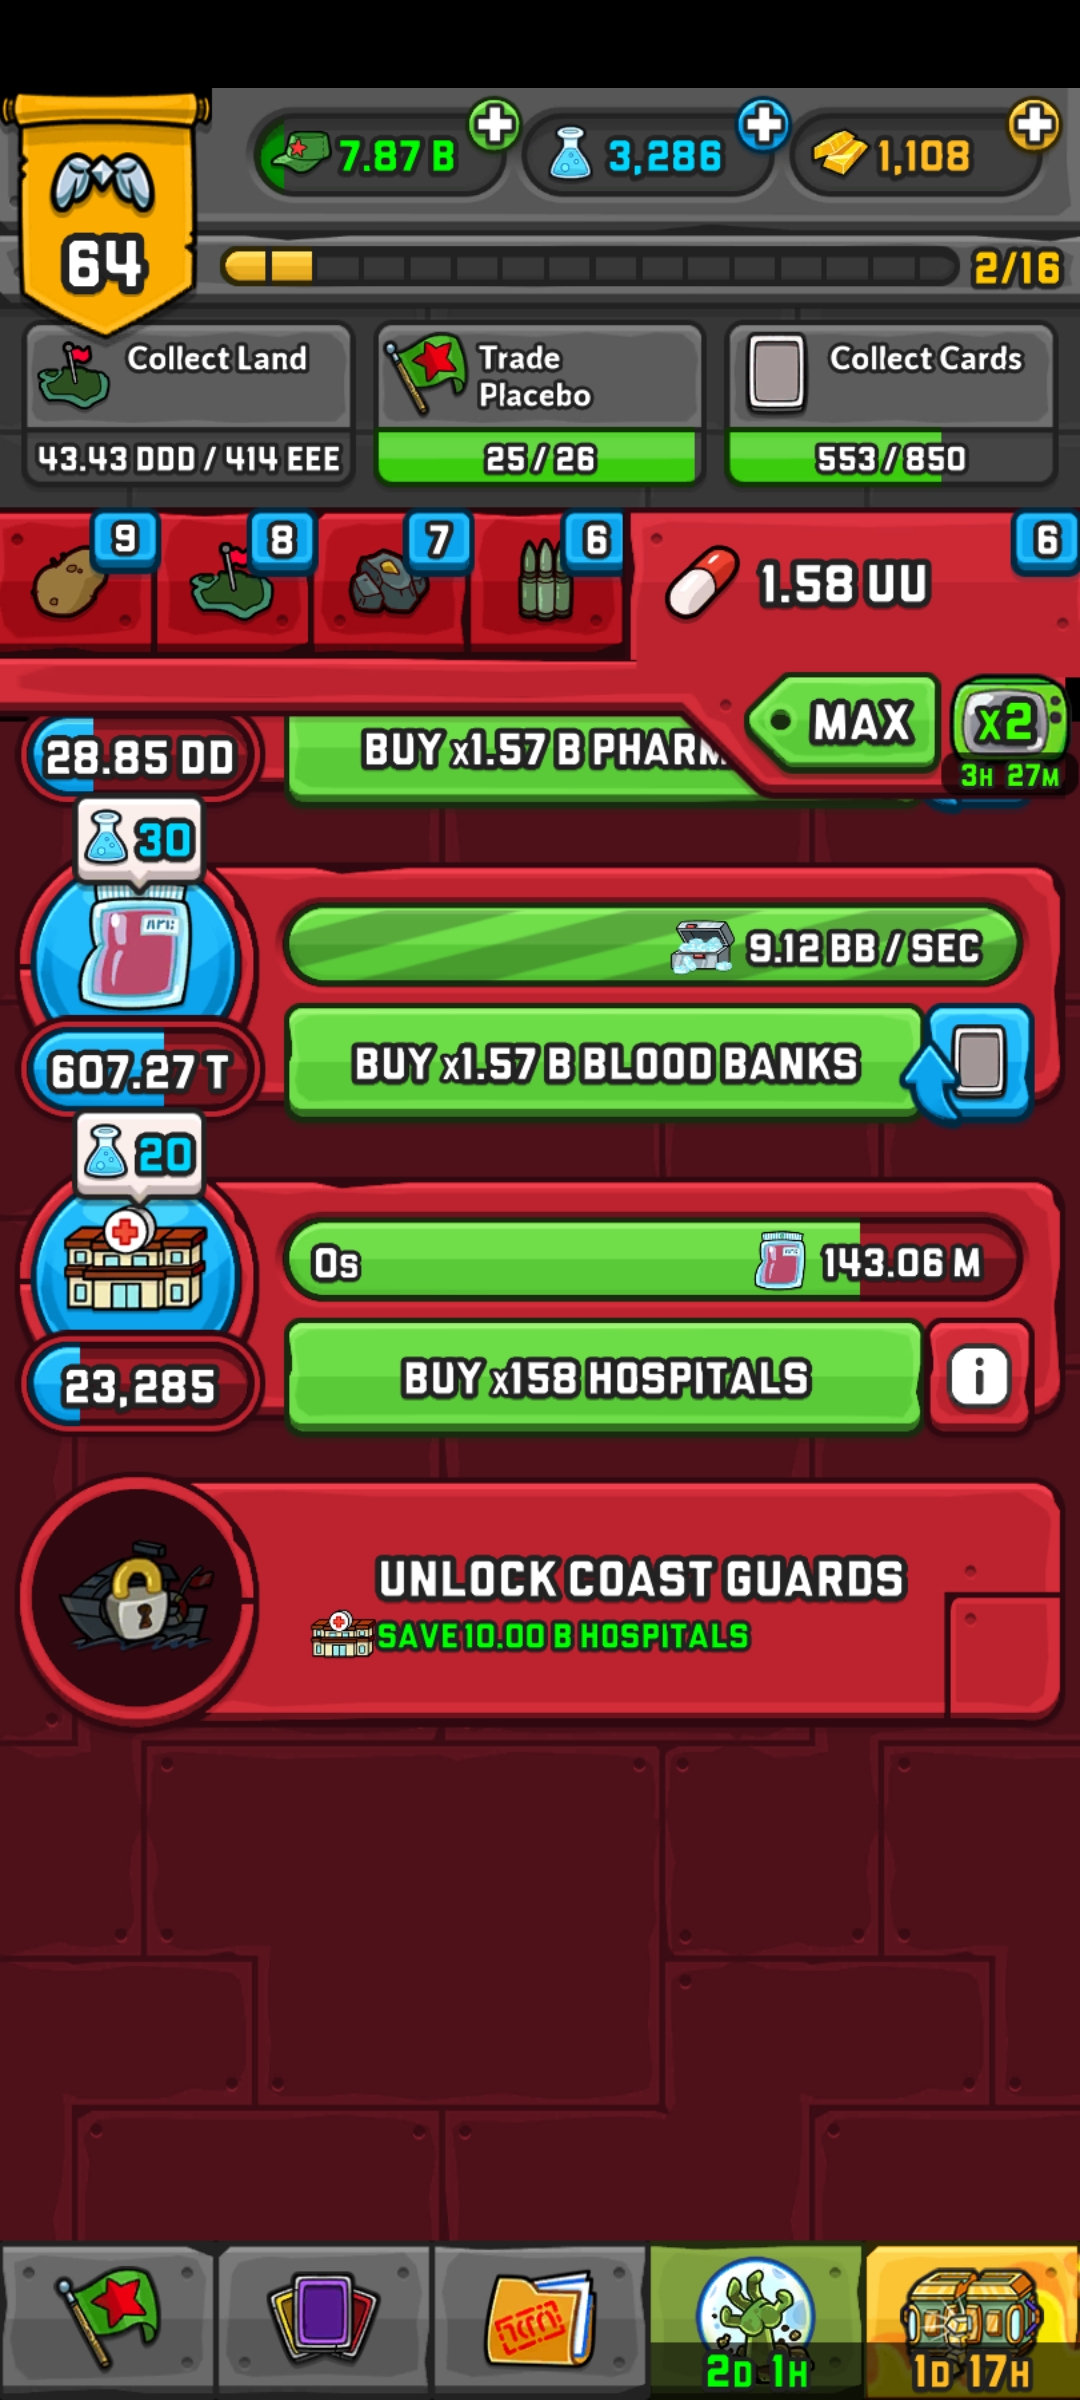 7.87 B
3,286
1,108
64
2/16
Collect Land
43.43 DDD / 414 EEE
Trade
Placebo
25 / 26
Collect Cards
553 / 850
9
8
7
6
1.58 UU
6
MAX
x2
3H 27M
28.85 DD
BUY x1.57 B PHARM
30
9.12 BB / SEC
607.27 T
BUY x1.57 B BLOOD BANKS
20
0s
143.06 M
23,285
BUY x158 HOSPITALS
i
UNLOCK COAST GUARDS
SAVE 10.00 B HOSPITALS
2D 1H
1D 17H